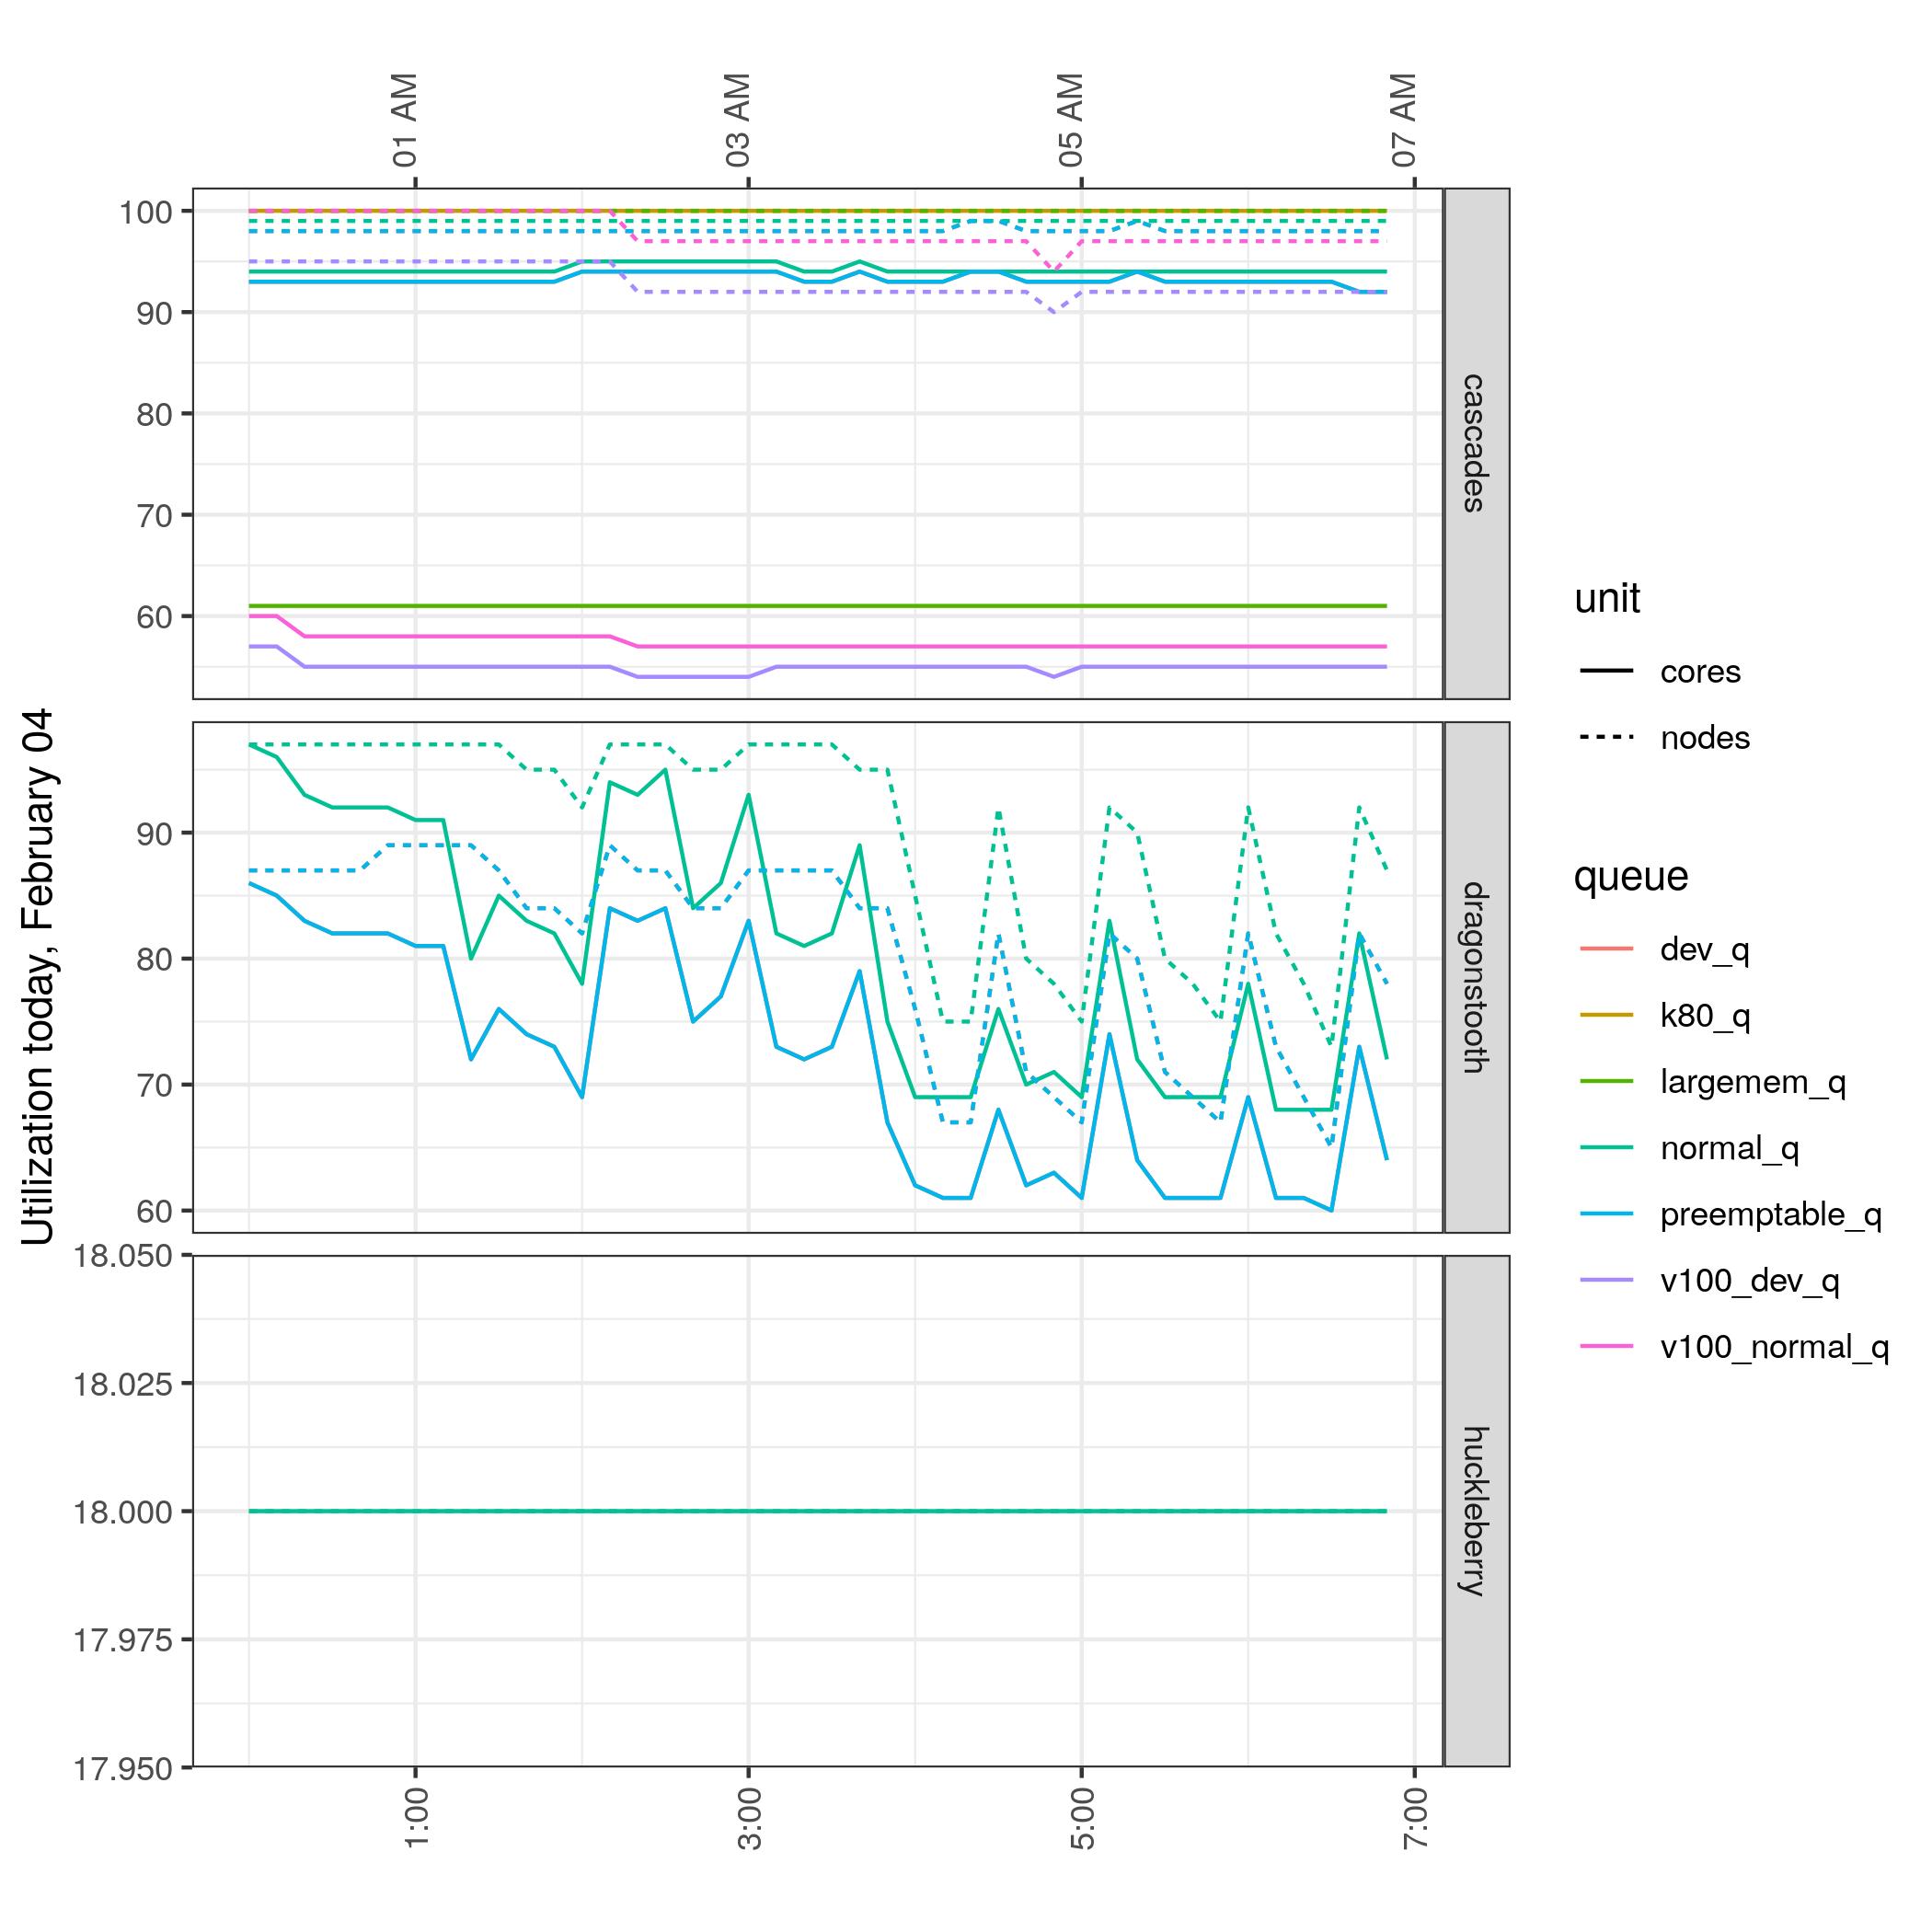 01 AM
03 AM
05 AM
07 AM
100
90
80
70
60
cascades
90
80
70
60
dragonstooth
18.050
18.025
18.000
17.975
17.950
huckleberry
1:00
3:00
5:00
7:00
Utilization today, February 04
unit
cores
nodes
queue
dev_q
k80_q
largemem_q
normal_q
preemptable_q
v100_dev_q
v100_normal_q